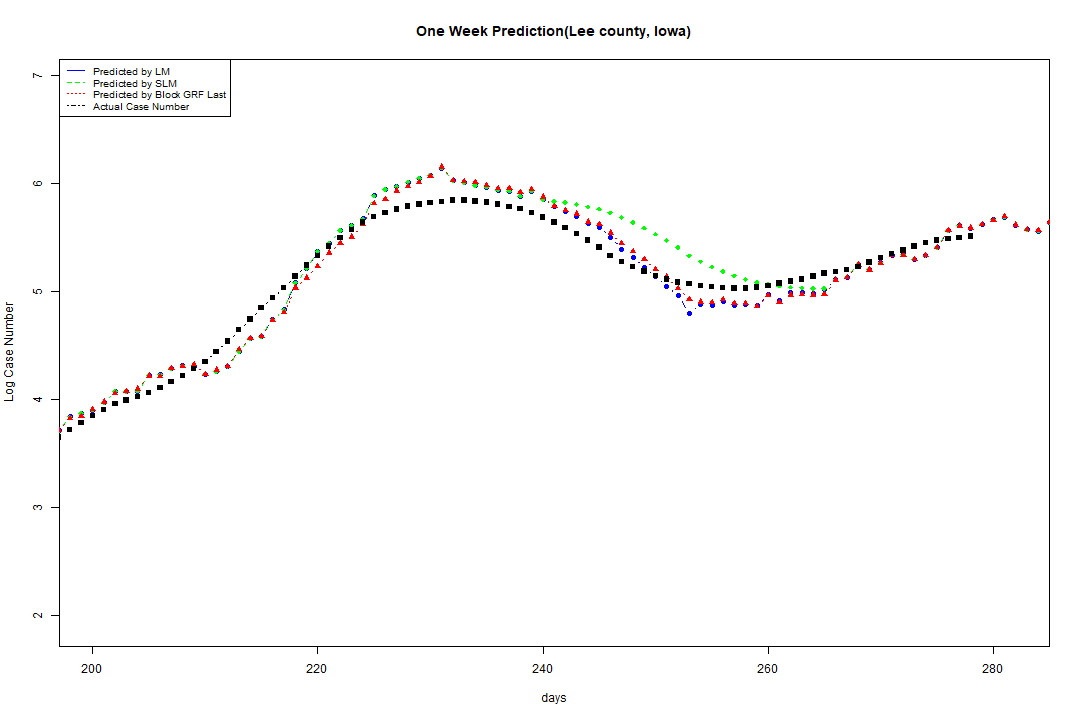 One Week Prediction(Lee county, Iowa)
Predicted by LM
Predicted by SLM
Predicted by Block GRF Last
Actual Case Number
7
6
5
4
3
2
Log Case Number
200
220
240
260
280
days